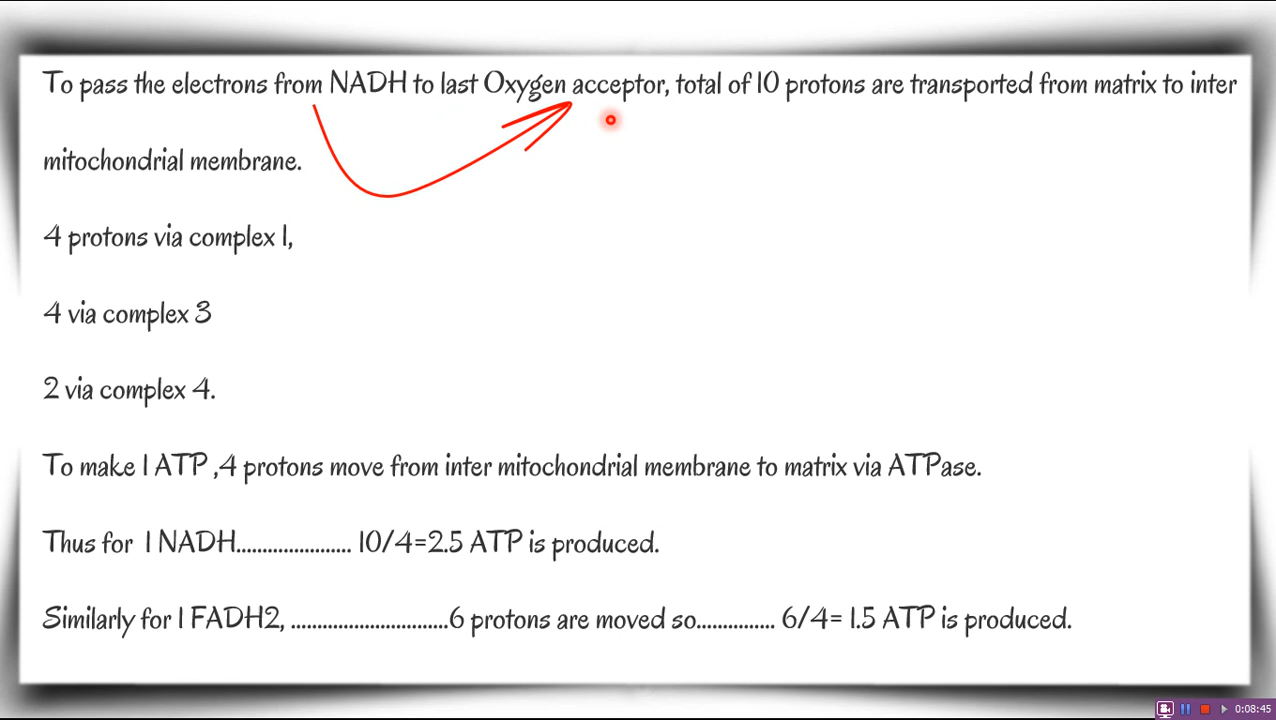 To pass the electrons from NADH to last Oxygen acceptor, total of 10 protons are transported from matrix to inter
mitochondrial membrane.
4 protons via complex 1,
4 via complex 3
2 via complex 4.
To make 1 ATP ,4 protons move from inter mitochondrial membrane to matrix via ATPase.
Thus for 1 NADH...................... 10/4=2.5 ATP is produced.
Similarly for 1 FADH2, ..............................6 protons are moved so............... 6/4= 1.5 ATP is produced.
0:08:45